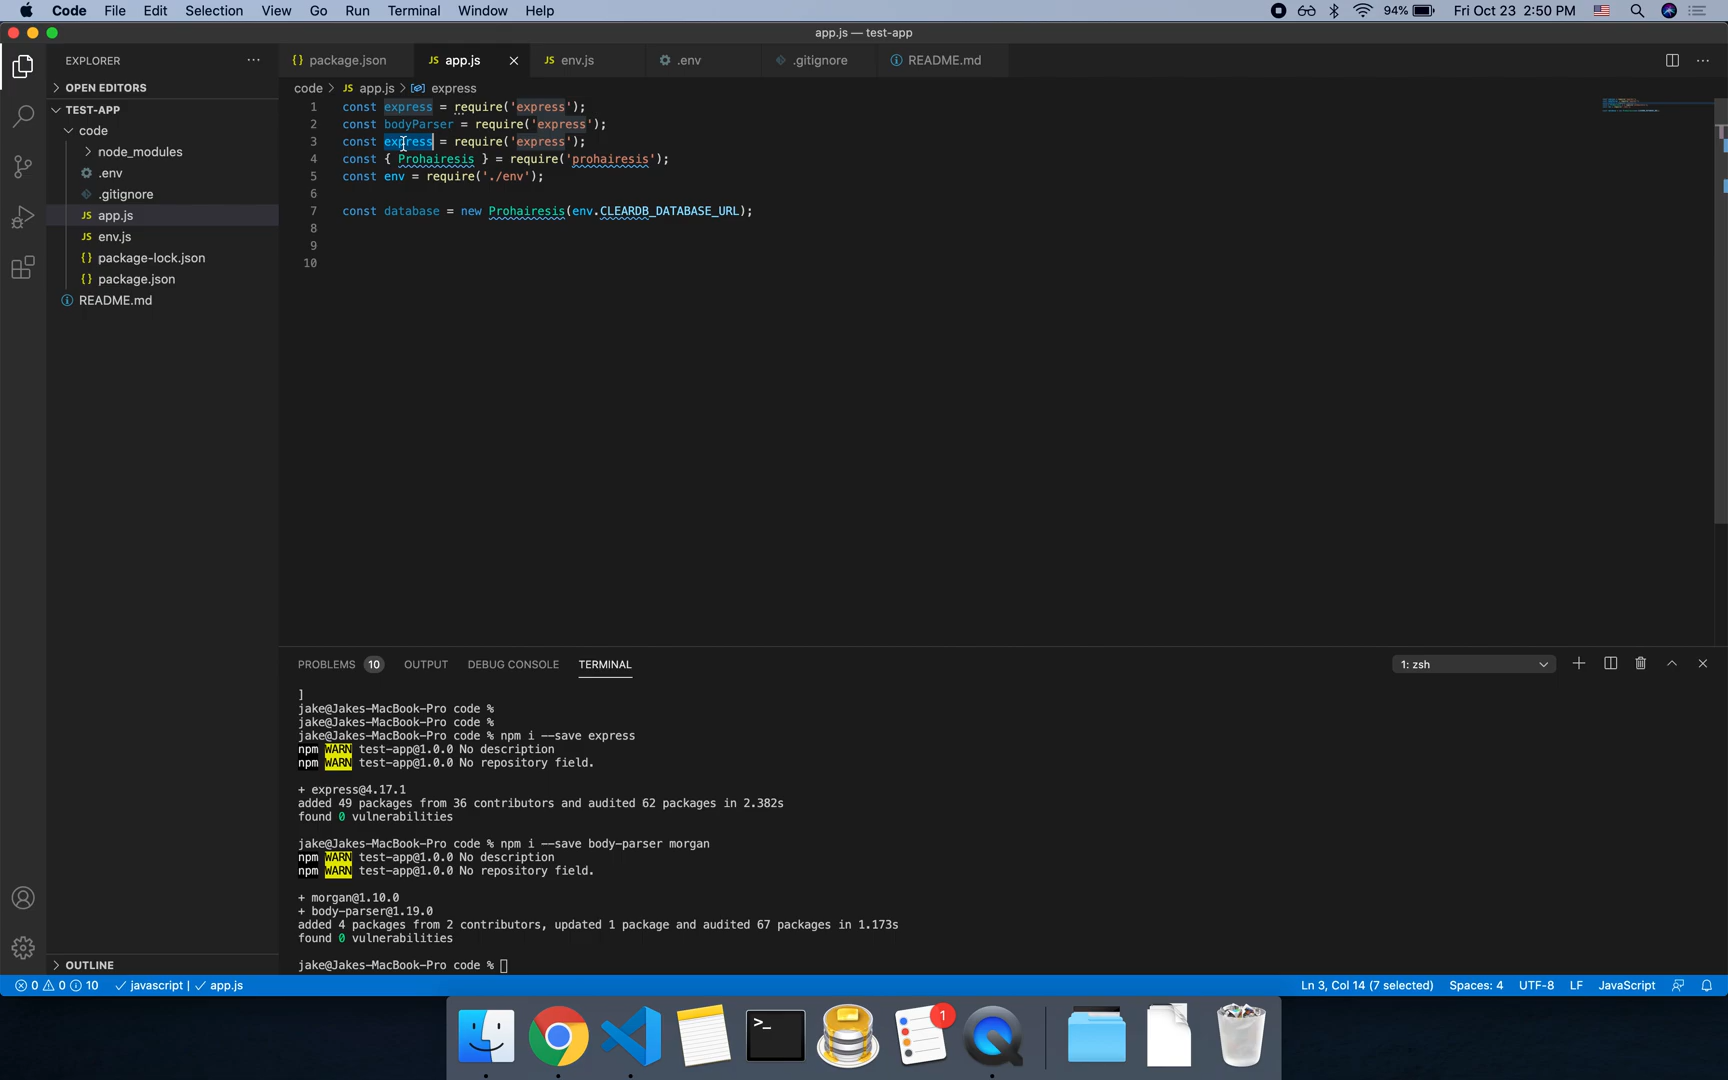 Code File Edit Selection View Go Run Terminal Window Help 94% Fri Oct 23 2:50 PM
app.js — test-app
EXPLORER ···
{} package.json JS app.js JS env.js .env .gitignore README.md
OPEN EDITORS
code > JS app.js > express
TEST-APP
code
node_modules
.env
.gitignore
JS app.js
JS env.js
{} package-lock.json
{} package.json
README.md
1 const express = require('express');
2 const bodyParser = require('express');
3 const express = require('express');
4 const { Prohairesis } = require('prohairesis');
5 const env = require('./env');
6
7 const database = new Prohairesis(env.CLEARDB_DATABASE_URL);
8
9
10
PROBLEMS 10 OUTPUT DEBUG CONSOLE TERMINAL 1: zsh
]
jake@Jakes-MacBook-Pro code %
jake@Jakes-MacBook-Pro code %
jake@Jakes-MacBook-Pro code % npm i --save express
npm WARN test-app@1.0.0 No description
npm WARN test-app@1.0.0 No repository field.
+ express@4.17.1
added 49 packages from 36 contributors and audited 62 packages in 2.382s
found 0 vulnerabilities
jake@Jakes-MacBook-Pro code % npm i --save body-parser morgan
npm WARN test-app@1.0.0 No description
npm WARN test-app@1.0.0 No repository field.
+ morgan@1.10.0
+ body-parser@1.19.0
added 4 packages from 2 contributors, updated 1 package and audited 67 packages in 1.173s
found 0 vulnerabilities
jake@Jakes-MacBook-Pro code %
OUTLINE
0 0 10 javascript | app.js Ln 3, Col 14 (7 selected) Spaces: 4 UTF-8 LF JavaScript
>_ 1